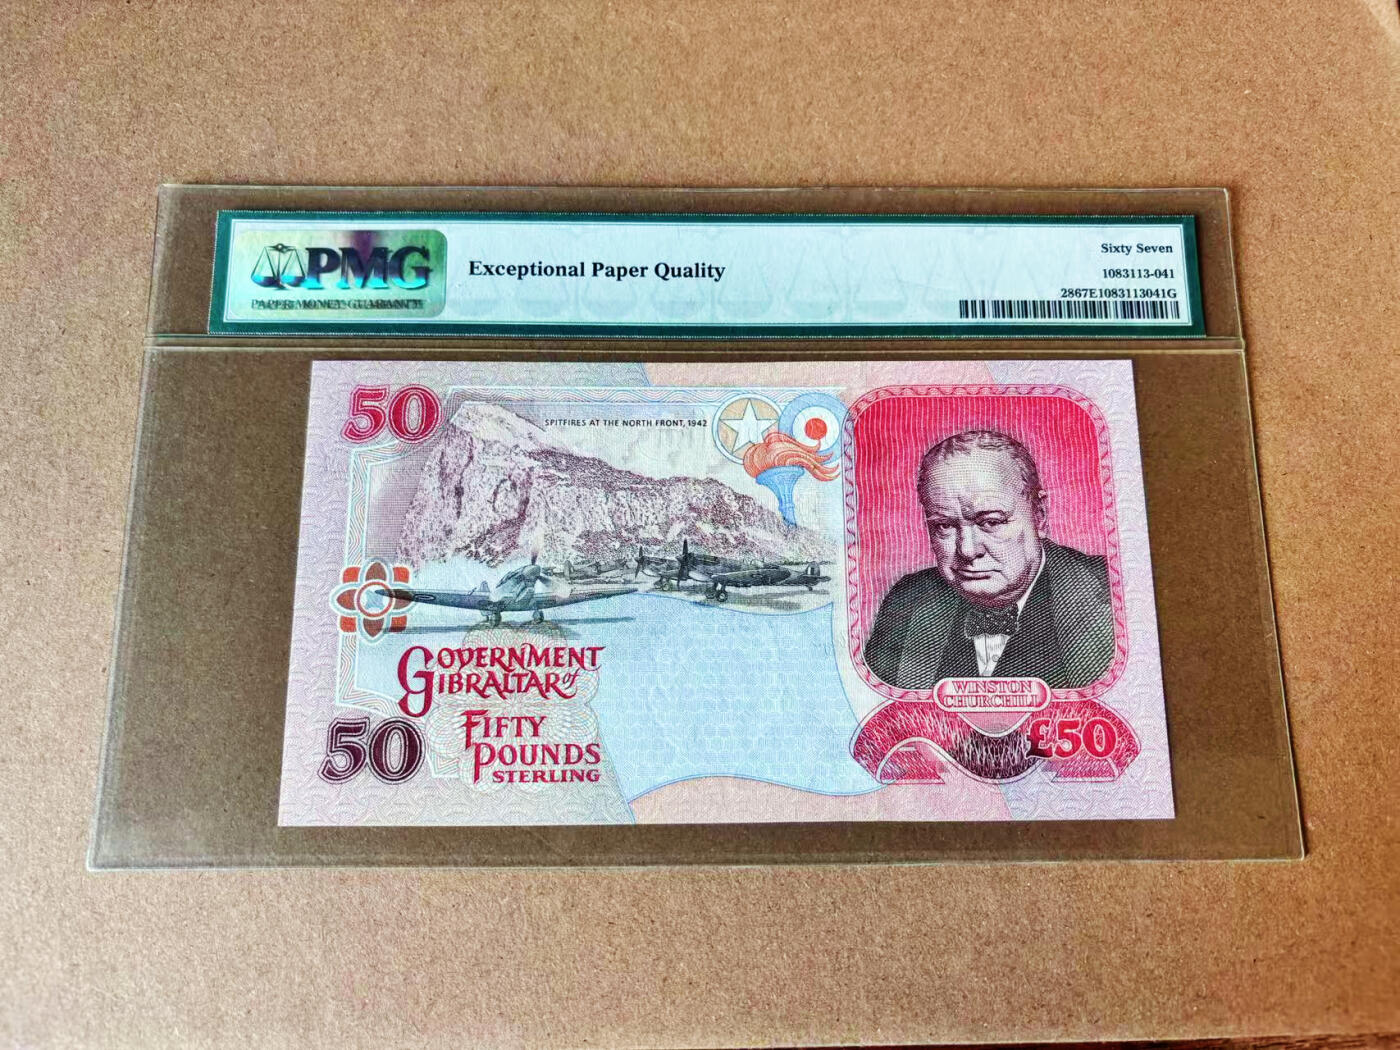 PMG
PAPER MONEY GUARANTY
Exceptional Paper Quality
Sixty Seven
1083113-041
2867E1083113041G
50
SPITFIRES AT THE NORTH FRONT, 1942
GOVERNMENT
of
GIBRALTAR
50
FIFTY
POUNDS
STERLING
WINSTON
CHURCHILL
£50